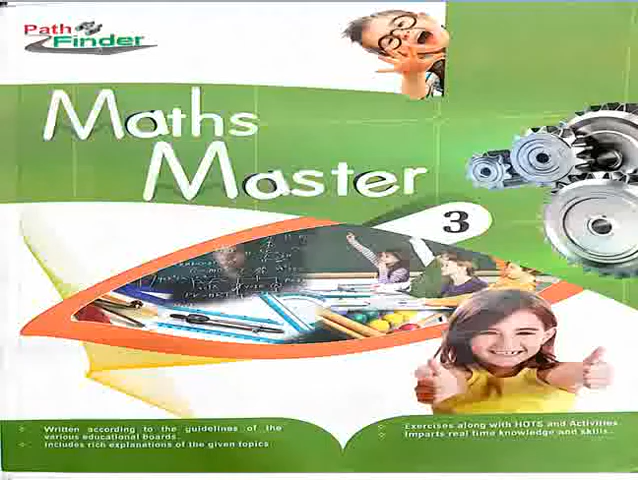 Path
Finder
Maths
Master
3
Written according to the guidelines of the
various educational boards.
Includes rich explanations of the given topics
Exercises along with HOTS and Activities
Imparts real time knowledge and skills..